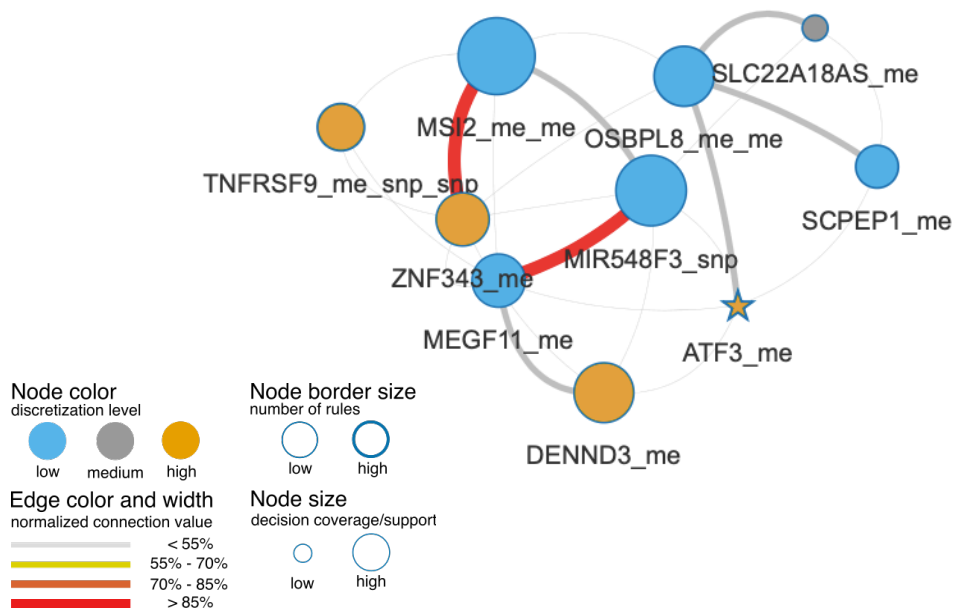 SLC22A18AS_me
MSI2_me_me
OSBPL8_me_me
TNFRSF9_me_snp_snp
SCPEP1_me
MIR548F3_snp
ZNF343_me
MEGF11_me
ATF3_me
DENND3_me
Node color
discretization level
low
medium
high
Node border size
number of rules
low
high
Edge color and width
normalized connection value
< 55%
55% - 70%
70% - 85%
> 85%
Node size
decision coverage/support
low
high